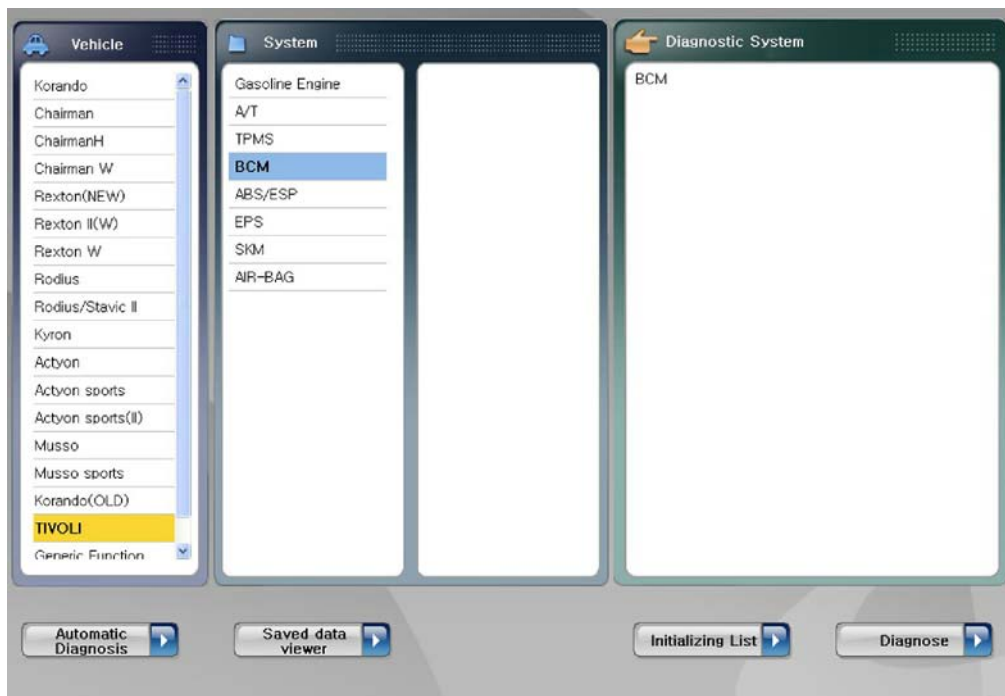 Vehicle
Korando
Chairman
ChairmanH
Chairman W
Rexton(NEW)
Rexton II(W)
Rexton W
Rodius
Rodius/Stavic II
Kyron
Actyon
Actyon sports
Actyon sports(II)
Musso
Musso sports
Korando(OLD)
TIVOLI
Generic Function
System
Gasoline Engine
A/T
TPMS
BCM
ABS/ESP
EPS
SKM
AIR-BAG
Diagnostic System
BCM
Automatic
Diagnosis
Saved data
viewer
Initializing List
Diagnose